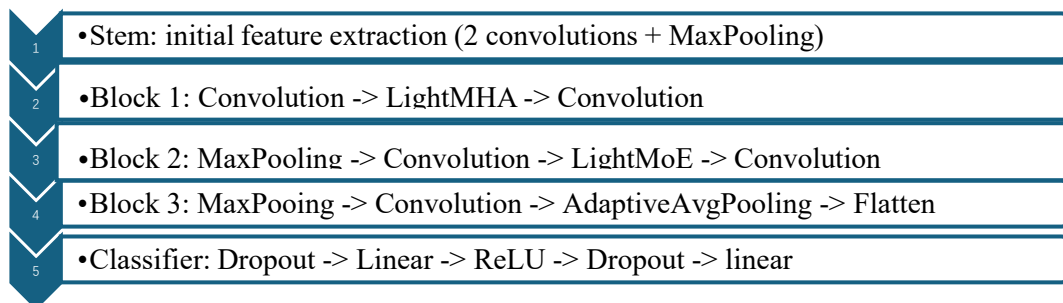 1
•Stem: initial feature extraction (2 convolutions + MaxPooling)
2
•Block 1: Convolution -> LightMHA -> Convolution
3
•Block 2: MaxPooling -> Convolution -> LightMoE -> Convolution
4
•Block 3: MaxPooing -> Convolution -> AdaptiveAvgPooling -> Flatten
5
•Classifier: Dropout -> Linear -> ReLU -> Dropout -> linear